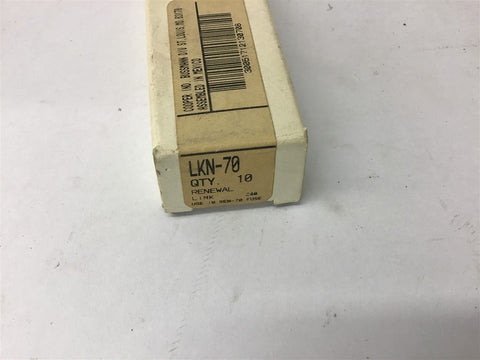 COOPER IND BUSSMANN DIV ST.LOUIS,MO.63178
ASSEMBLED IN MEXICO
LKN-70
QTY. 10
RENEWAL
LINK
USE IN REN-70 FUSE